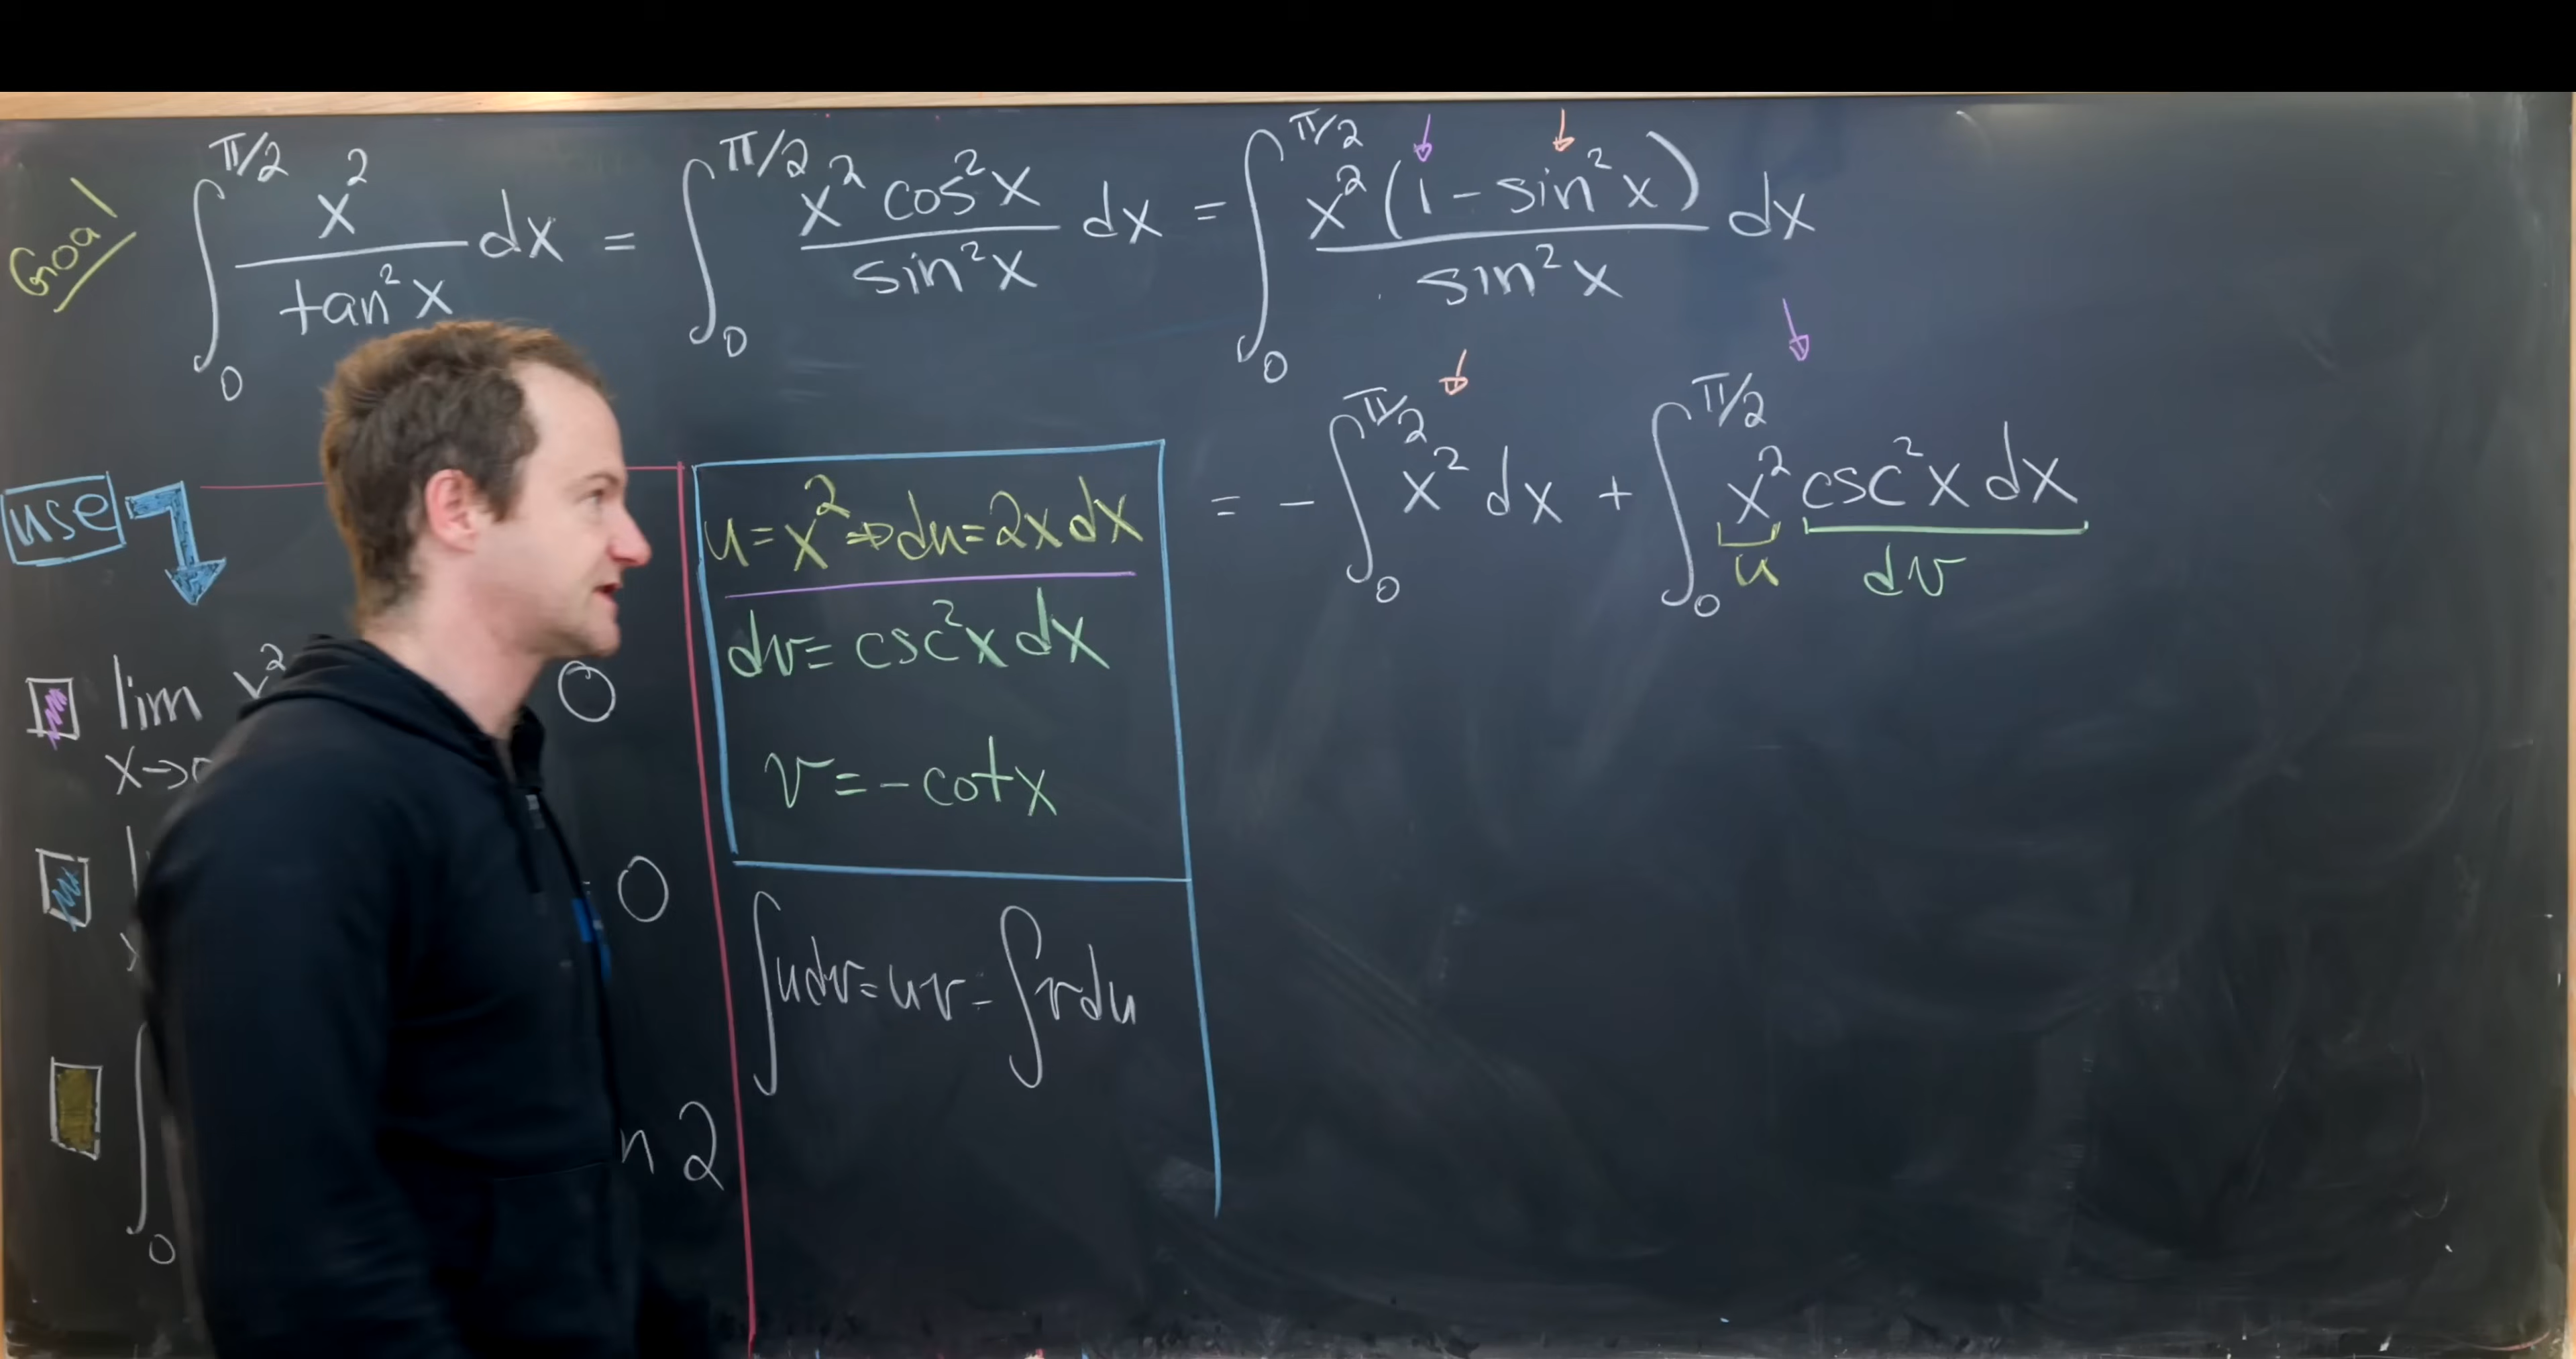 Goal ∫₀^{π/2} x²/tan²x dx = ∫₀^{π/2} x² cos²x/sin²x dx = ∫₀^{π/2} x²(1 - sin²x)/sin²x dx
= - ∫₀^{π/2} x² dx + ∫₀^{π/2} x² csc²x dx
u dv
use
lim x→
0
0
∫₀
n 2
u = x² ⇒ du = 2x dx
dv = csc²x dx
v = - cot x
∫u dv = uv - ∫v du